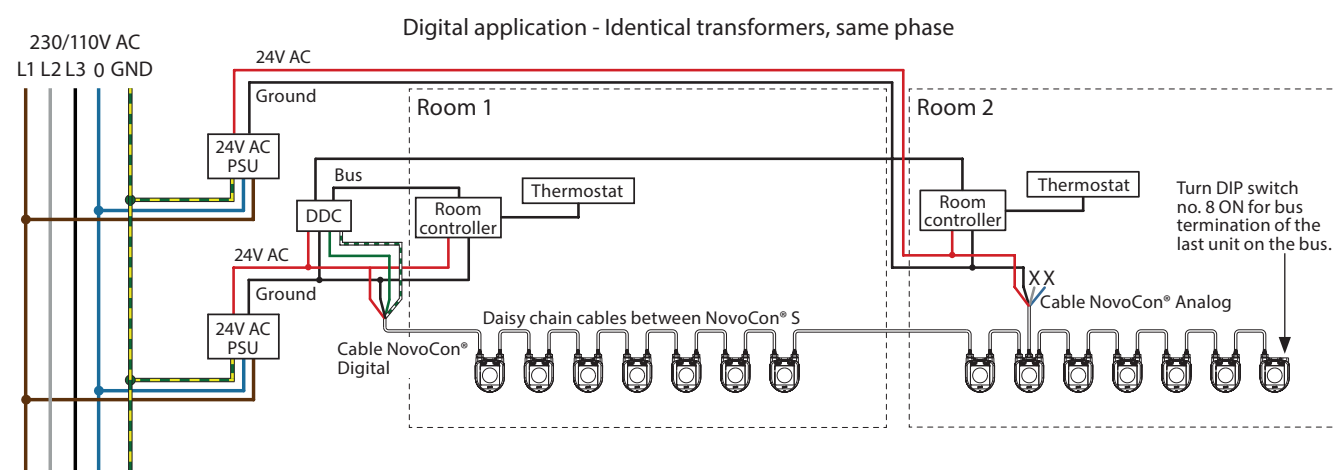 Digital application - Identical transformers, same phase
230/110V AC
L1 L2 L3 0 GND
24V AC
Ground
24V AC
PSU
Room 1
Room 2
Bus
DDC
Room
controller
Thermostat
Room
controller
Thermostat
Turn DIP switch
no. 8 ON for bus
termination of the
last unit on the bus.
24V AC
Ground
24V AC
PSU
Cable NovoCon®
Digital
Daisy chain cables between NovoCon® S
X X
Cable NovoCon® Analog